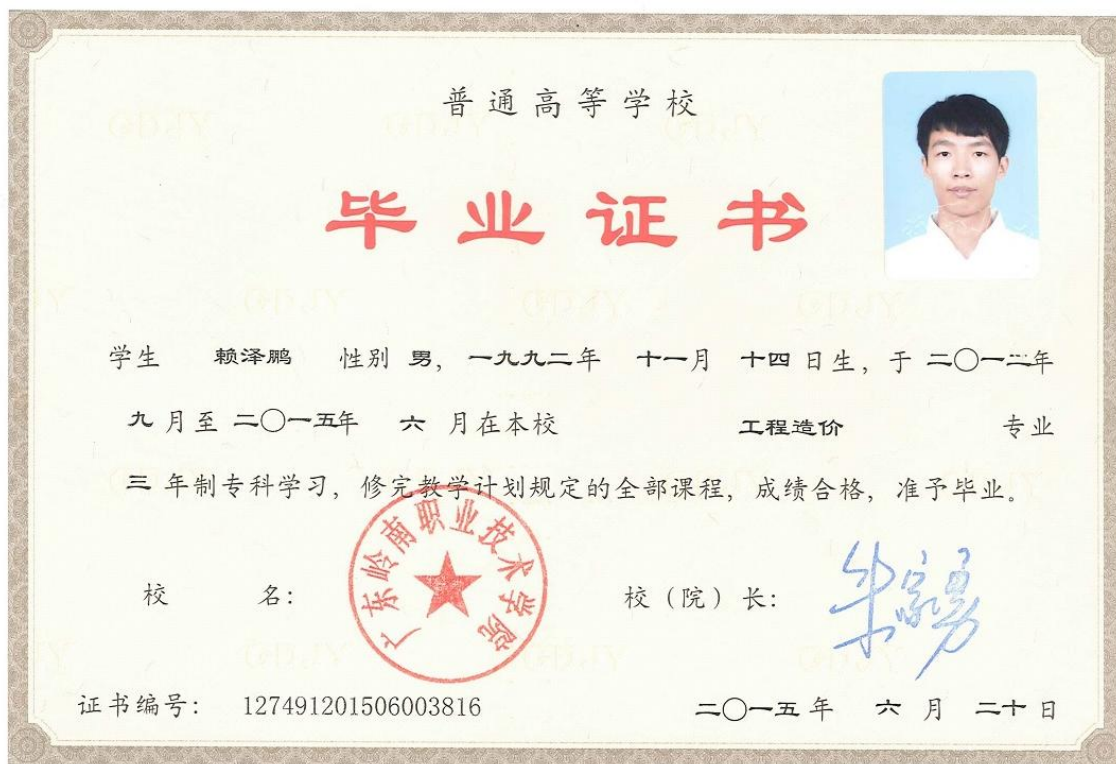 普通高等学校
毕业证书
学生 赖泽鹏 性别 男，一九九二年 十一月 十四 日生，于 二〇一二年
九 月至 二〇一五年 六 月在本校 工程造价 专业
三 年制专科学习，修完教学计划规定的全部课程，成绩合格，准予毕业。
广东岭南职业技术学院
校 名： 校（院）长：
证书编号： 127491201506003816 二〇一五年 六 月 二十 日